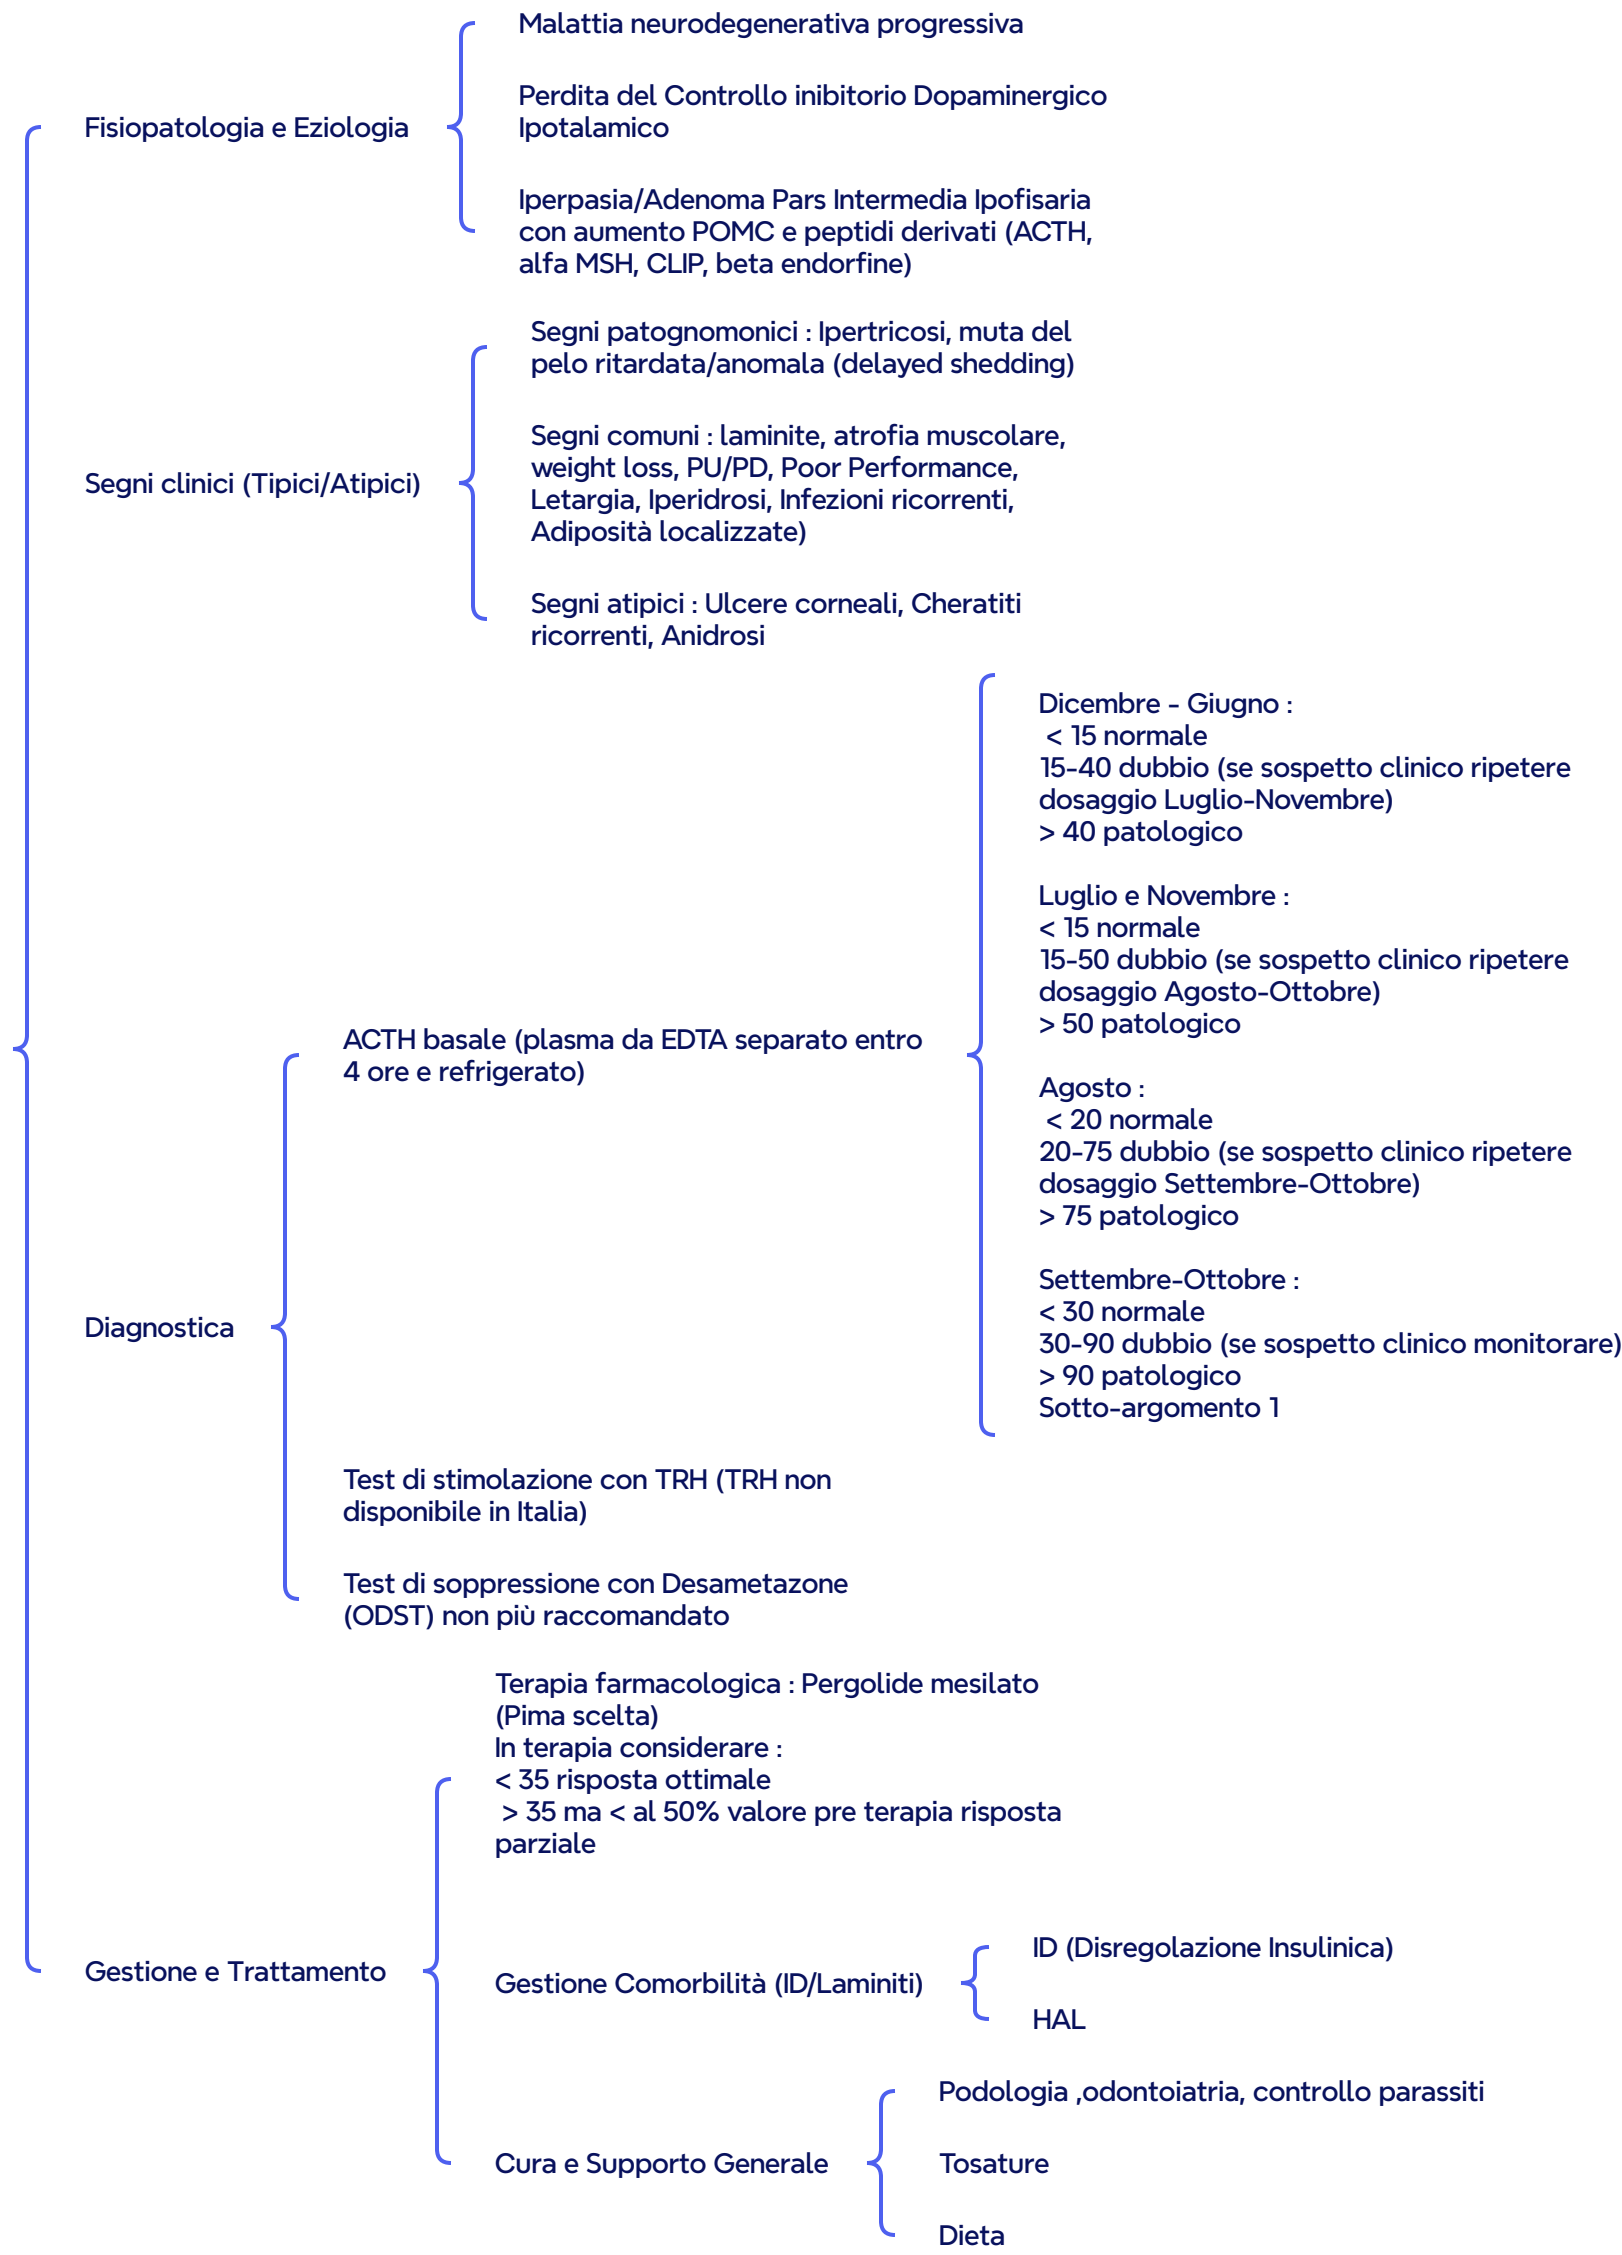 Malattia neurodegenerativa progressiva
Perdita del Controllo inibitorio Dopaminergico
Ipotalamico
Fisiopatologia e Eziologia
Iperpasia/Adenoma Pars Intermedia Ipofisaria
con aumento POMC e peptidi derivati (ACTH,
alfa MSH, CLIP, beta endorfine)
Segni patognomonici : Ipertricosi, muta del
pelo ritardata/anomala (delayed shedding)
Segni comuni : laminite, atrofia muscolare,
weight loss, PU/PD, Poor Performance,
Letargia, Iperidrosi, Infezioni ricorrenti,
Adiposità localizzate)
Segni clinici (Tipici/Atipici)
Segni atipici : Ulcere corneali, Cheratiti
ricorrenti, Anidrosi
Dicembre - Giugno :
< 15 normale
15-40 dubbio (se sospetto clinico ripetere
dosaggio Luglio-Novembre)
> 40 patologico
Luglio e Novembre :
< 15 normale
15-50 dubbio (se sospetto clinico ripetere
dosaggio Agosto-Ottobre)
> 50 patologico
ACTH basale (plasma da EDTA separato entro
4 ore e refrigerato)
Agosto :
< 20 normale
20-75 dubbio (se sospetto clinico ripetere
dosaggio Settembre-Ottobre)
> 75 patologico
Settembre-Ottobre :
< 30 normale
30-90 dubbio (se sospetto clinico monitorare)
> 90 patologico
Sotto-argomento 1
Diagnostica
Test di stimolazione con TRH (TRH non
disponibile in Italia)
Test di soppressione con Desametazone
(ODST) non più raccomandato
Terapia farmacologica : Pergolide mesilato
(Pima scelta)
In terapia considerare :
< 35 risposta ottimale
> 35 ma < al 50% valore pre terapia risposta
parziale
Gestione e Trattamento
Gestione Comorbilità (ID/Laminiti)
ID (Disregolazione Insulinica)
HAL
Cura e Supporto Generale
Podologia ,odontoiatria, controllo parassiti
Tosature
Dieta